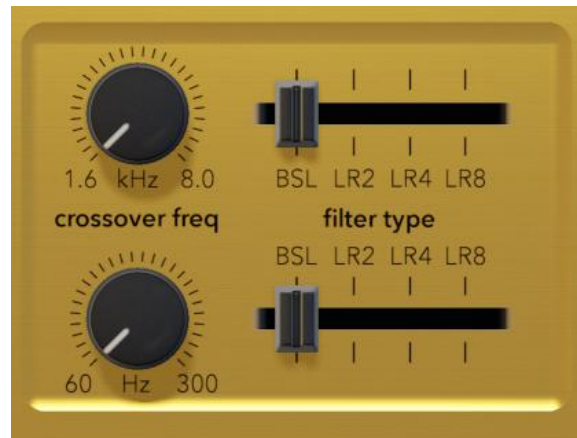 1.6 kHz 8.0
BSL LR2 LR4 LR8
crossover freq
filter type
BSL LR2 LR4 LR8
60 Hz 300